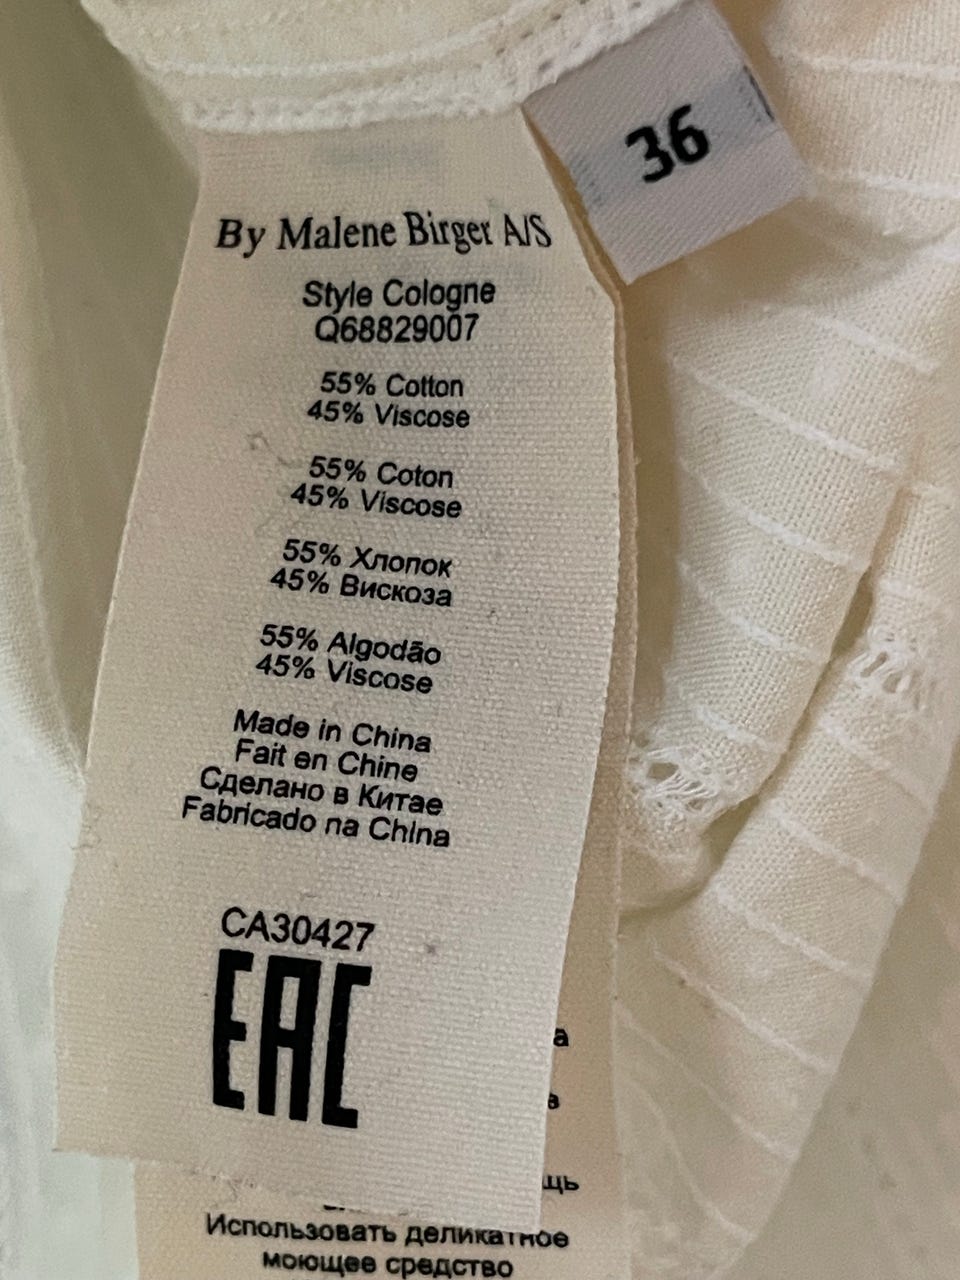 36
By Malene Birger A/S
Style Cologne
Q68829007
55% Cotton
45% Viscose
55% Coton
45% Viscose
55% Хлопок
45% Вискоза
55% Algodão
45% Viscose
Made in China
Fait en Chine
Сделано в Китае
Fabricado na China
CA30427
EAC
Использовать деликатное
моющее средство